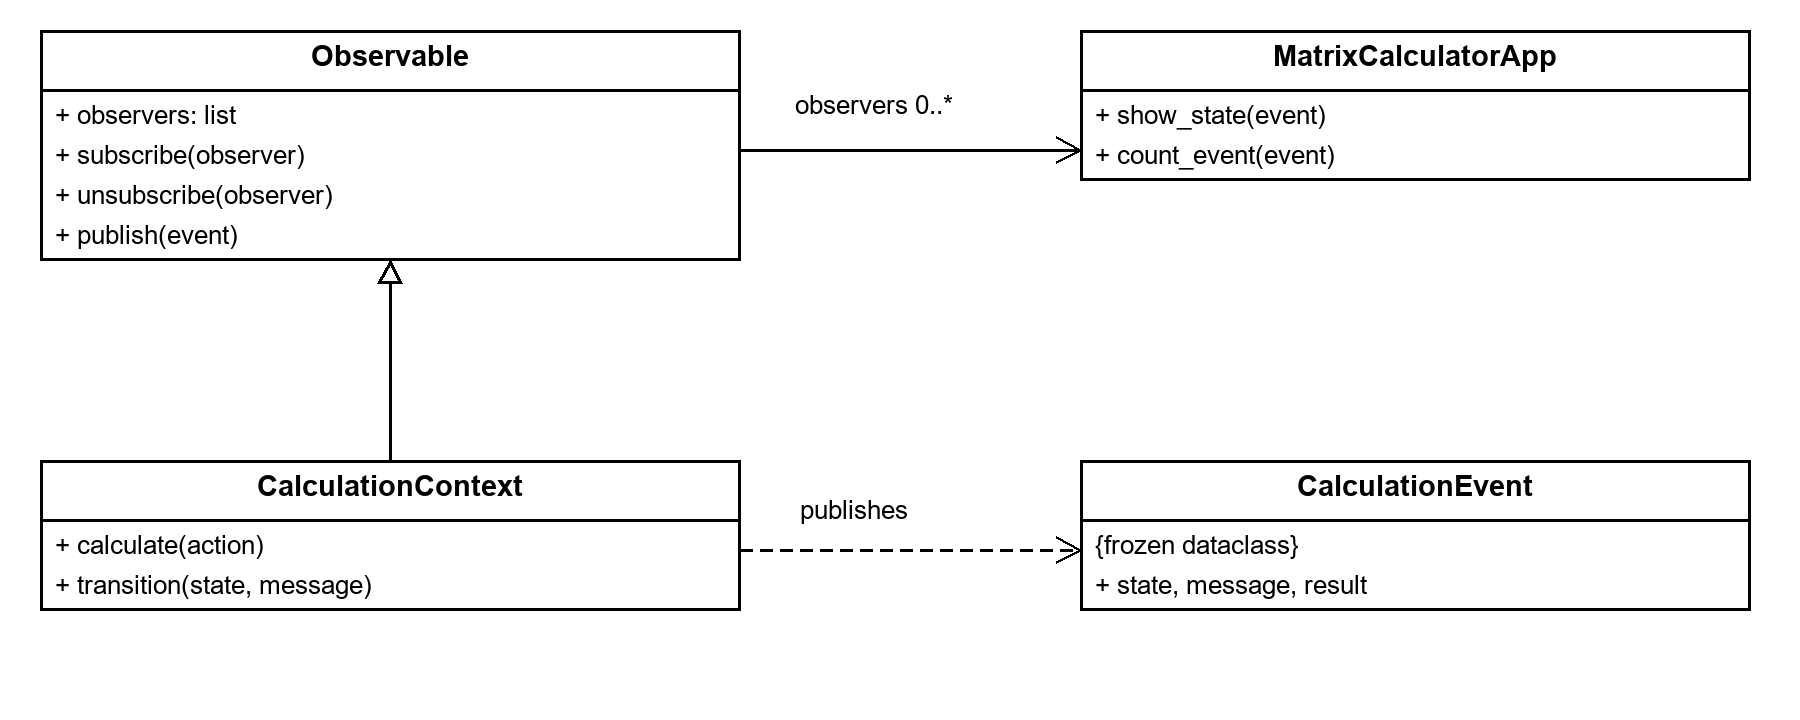 Observable
+ observers: list
+ subscribe(observer)
+ unsubscribe(observer)
+ publish(event)
observers 0..*
MatrixCalculatorApp
+ show_state(event)
+ count_event(event)
CalculationContext
+ calculate(action)
+ transition(state, message)
publishes
CalculationEvent
{frozen dataclass}
+ state, message, result